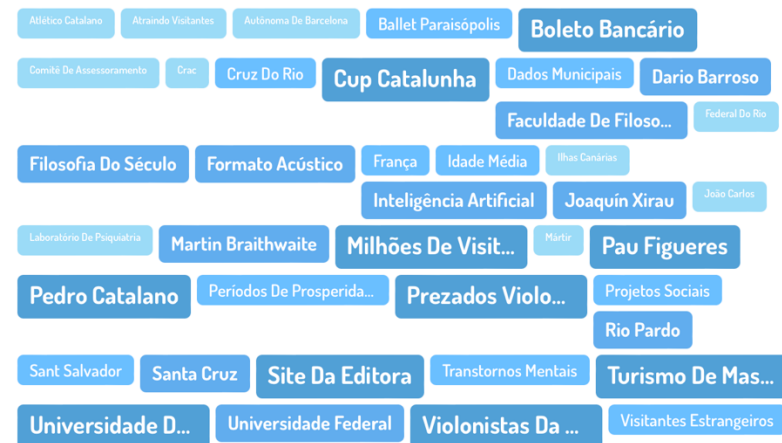 Atlético Catalano Atraindo Visitantes Autônoma De Barcelona Ballet Paraisópolis Boleto Bancário
Comitê De Assessoramento Crac Cruz Do Rio Cup Catalunha Dados Municipais Dario Barroso
Faculdade De Filoso... Federal Do Rio
Filosofia Do Século Formato Acústico França Idade Média Ilhas Canárias
Inteligência Artificial Joaquín Xirau João Carlos
Laboratório De Psiquiatria Martin Braithwaite Milhões De Visit... Mártir Pau Figueres
Pedro Catalano Períodos De Prosperida... Prezados Violo... Projetos Sociais
Rio Pardo
Sant Salvador Santa Cruz Site Da Editora Transtornos Mentais Turismo De Mas...
Universidade D... Universidade Federal Violonistas Da ... Visitantes Estrangeiros